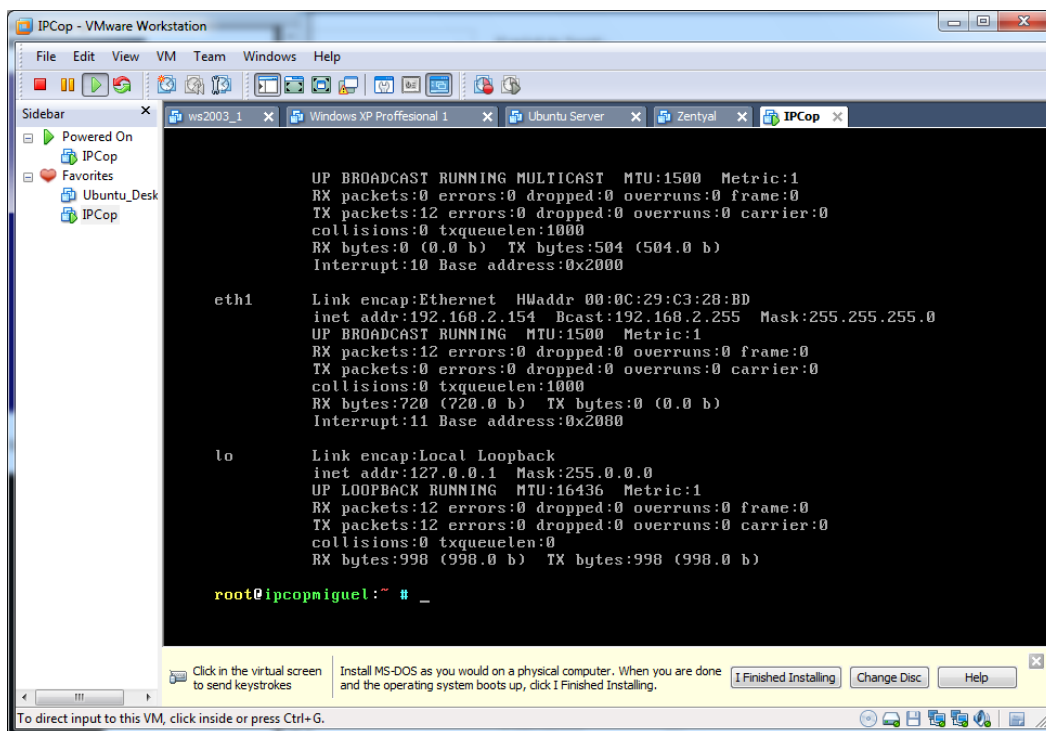 IPCop - VMware Workstation
File Edit View VM Team Windows Help
Sidebar x
ws2003_1 x Windows XP Proffesional 1 x Ubuntu Server x Zentyal x IPCop x
Powered On
IPCop
Favorites
Ubuntu_Desk
IPCop
UP BROADCAST RUNNING MULTICAST MTU:1500 Metric:1
RX packets:0 errors:0 dropped:0 overruns:0 frame:0
TX packets:12 errors:0 dropped:0 overruns:0 carrier:0
collisions:0 txqueuelen:1000
RX bytes:0 (0.0 b) TX bytes:504 (504.0 b)
Interrupt:10 Base address:0x2000
eth1 Link encap:Ethernet HWaddr 00:0C:29:C3:28:BD
inet addr:192.168.2.154 Bcast:192.168.2.255 Mask:255.255.255.0
UP BROADCAST RUNNING MTU:1500 Metric:1
RX packets:12 errors:0 dropped:0 overruns:0 frame:0
TX packets:0 errors:0 dropped:0 overruns:0 carrier:0
collisions:0 txqueuelen:1000
RX bytes:720 (720.0 b) TX bytes:0 (0.0 b)
Interrupt:11 Base address:0x2080
lo Link encap:Local Loopback
inet addr:127.0.0.1 Mask:255.0.0.0
UP LOOPBACK RUNNING MTU:16436 Metric:1
RX packets:12 errors:0 dropped:0 overruns:0 frame:0
TX packets:12 errors:0 dropped:0 overruns:0 carrier:0
collisions:0 txqueuelen:0
RX bytes:998 (998.0 b) TX bytes:998 (998.0 b)
root@ipcopmiguel:~ # _
Click in the virtual screen
to send keystrokes
Install MS-DOS as you would on a physical computer. When you are done
and the operating system boots up, click I Finished Installing.
I Finished Installing Change Disc Help
To direct input to this VM, click inside or press Ctrl+G.